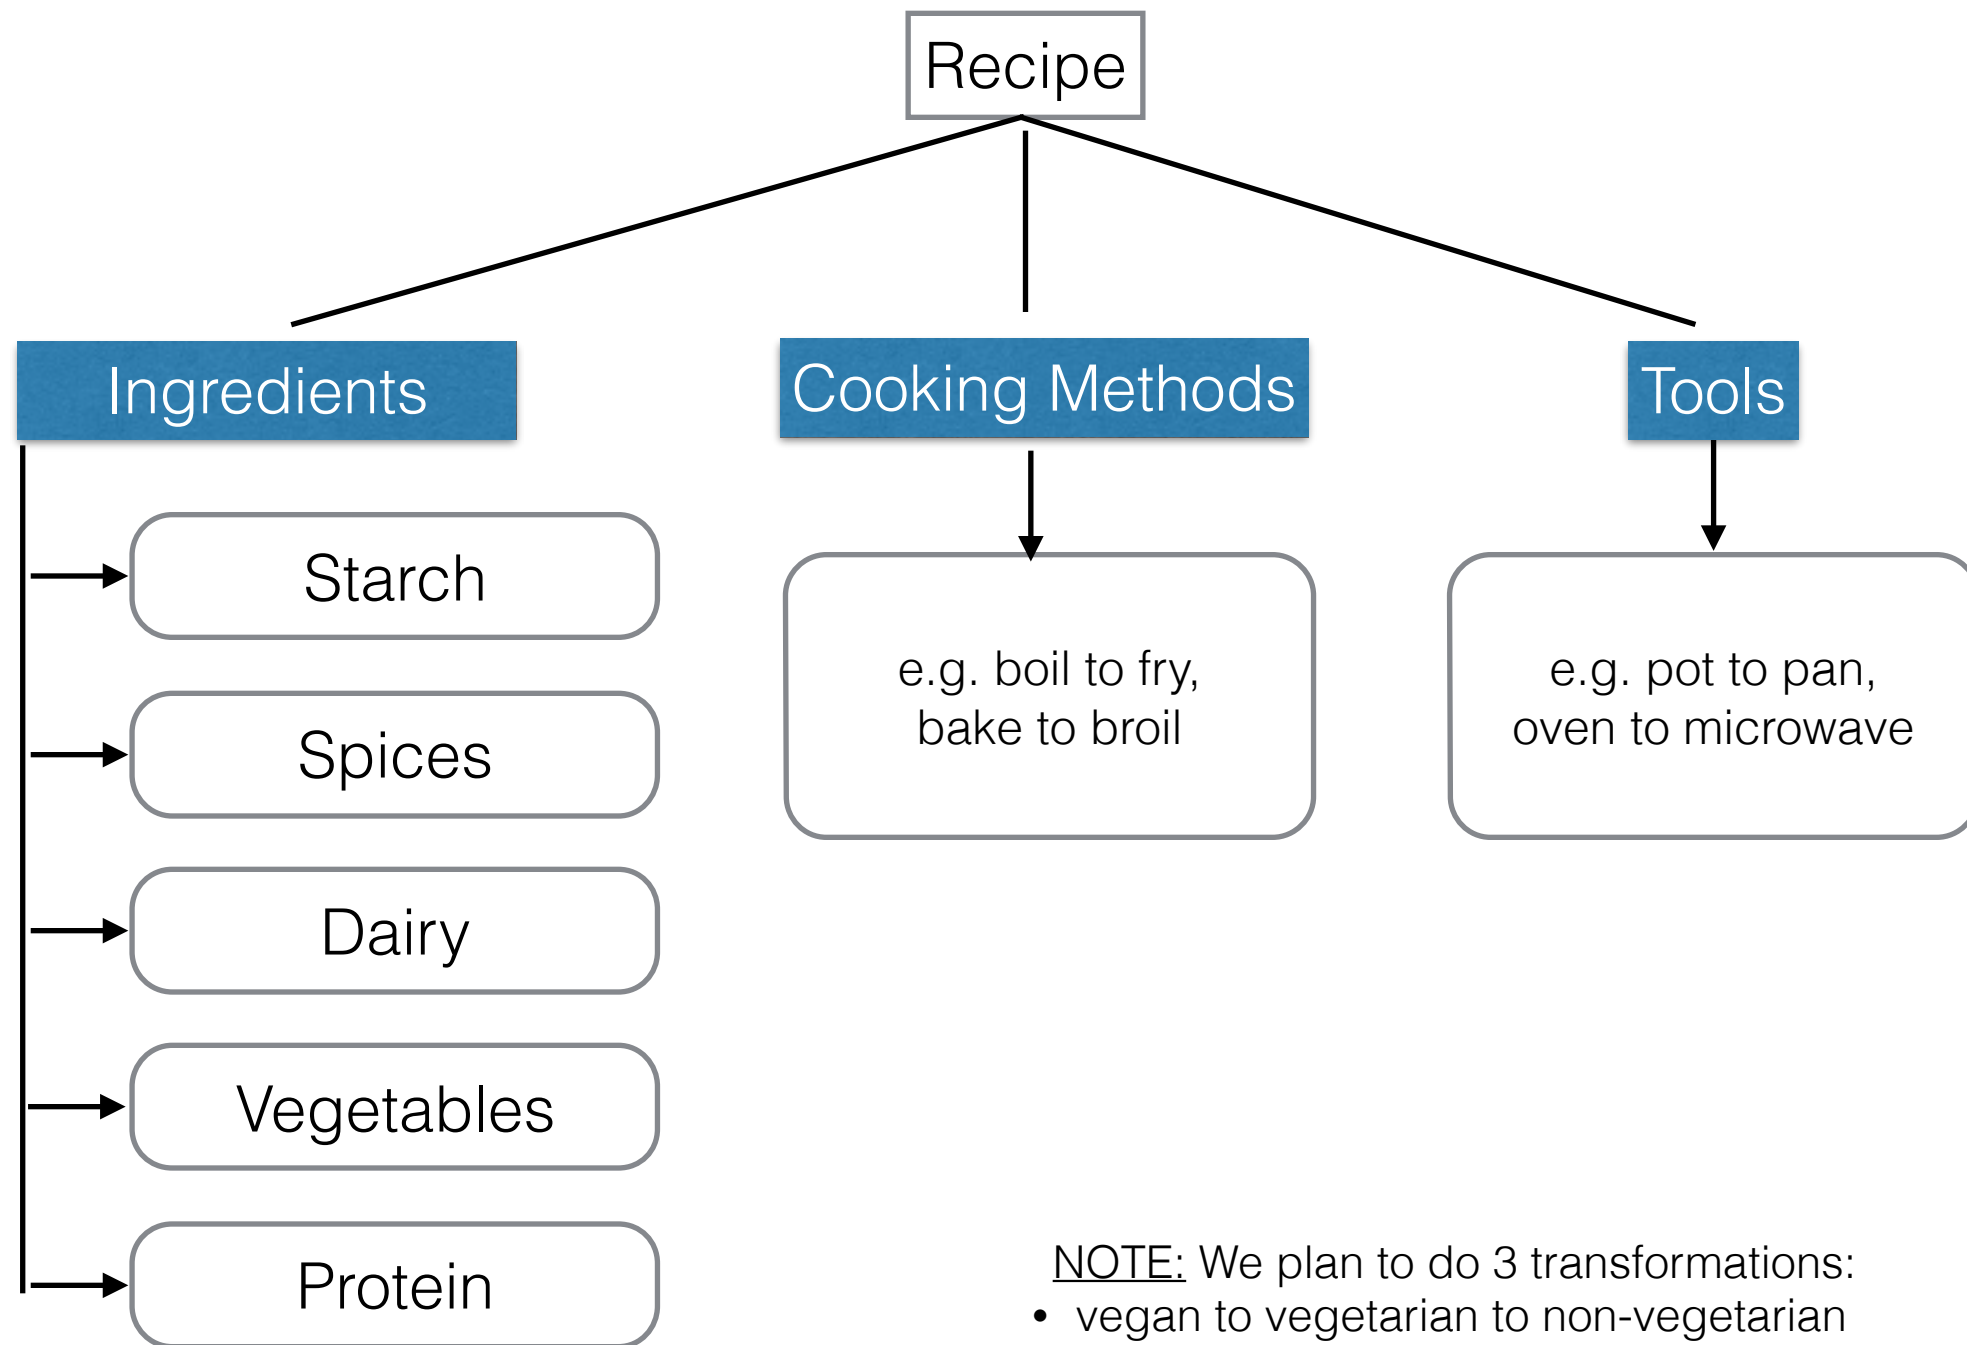 Recipe
Ingredients
Cooking Methods
Tools
Starch
Spices
Dairy
Vegetables
Protein
e.g. boil to fry,
bake to broil
e.g. pot to pan,
oven to microwave
NOTE: We plan to do 3 transformations:
• vegan to vegetarian to non-vegetarian